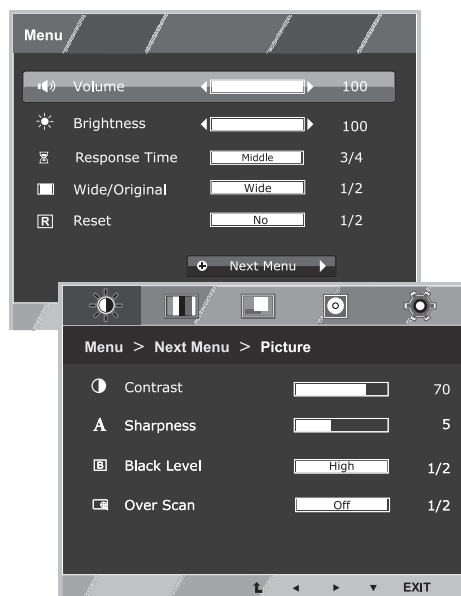 Menu
Volume 100
Brightness 100
Response Time Middle 3/4
Wide/Original Wide 1/2
R Reset No 1/2
Next Menu
Menu > Next Menu > Picture
Contrast 70
A Sharpness 5
B Black Level High 1/2
Over Scan Off 1/2
EXIT